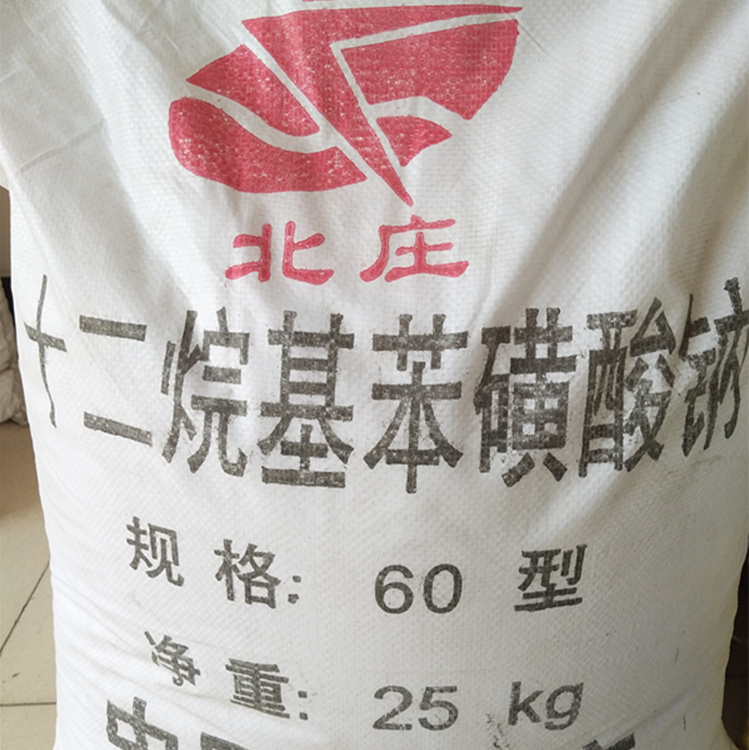 北庄
十二烷基苯磺酸钠
规格: 60 型
净重: 25 kg